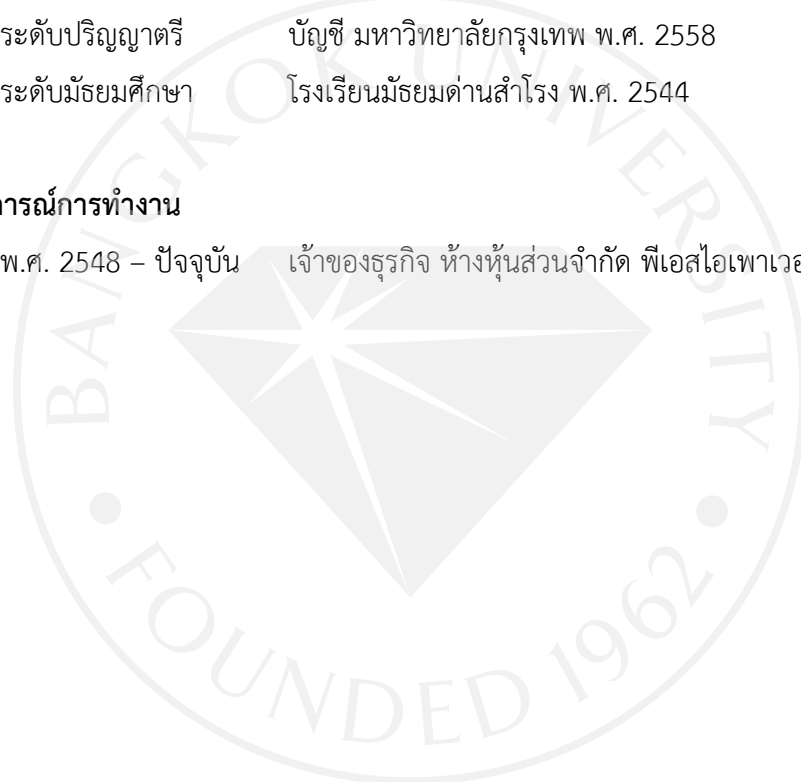 ระดับปริญญาตรี บัญชี มหาวิทยาลัยกรุงเทพ พ.ศ. 2558
ระดับมัธยมศึกษา โรงเรียนมัธยมด่านสำโรง พ.ศ. 2544
การณ์การทำงาน
พ.ศ. 2548 – ปัจจุบัน เจ้าของธุรกิจ ห้างหุ้นส่วนจำกัด พีเอสไอเพาเวอ
BANGKOK UNIVERSITY
FOUNDED 1962